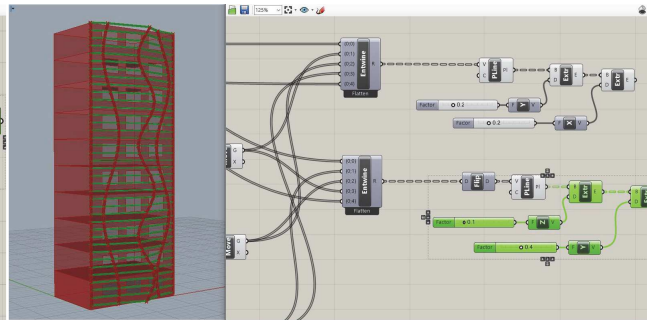 125%
{0;0}
{0;1}
{0;2} Entwine R
{0;3}
{0;4}
Flatten
V PLine Pl
C
B Extr E
D
B Extr E
D
Factor 0.2 F Y V
Factor 0.2 F X V
G
X
{0;0}
{0;1}
{0;2} Entwine R
{0;3}
{0;4}
Flatten
D Flip D
V PLine Pl
C
B Extr E
D
Factor 0.1 F Z V
Move G
X
Factor 0.4 F Y V